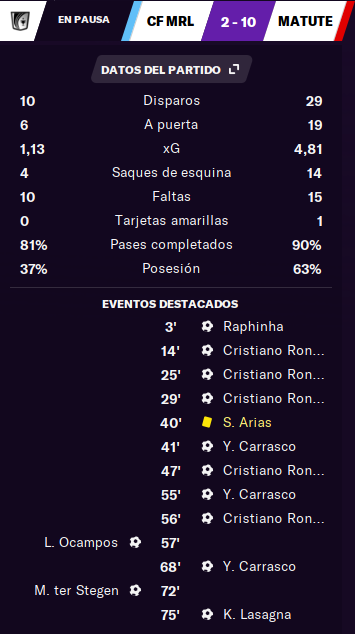 EN PAUSA CF MRL 2 - 10 MATUTE
DATOS DEL PARTIDO
10 Disparos 29
6 A puerta 19
1,13 xG 4,81
4 Saques de esquina 14
10 Faltas 15
0 Tarjetas amarillas 1
81% Pases completados 90%
37% Posesión 63%
EVENTOS DESTACADOS
3' Raphinha
14' Cristiano Ron...
25' Cristiano Ron...
29' Cristiano Ron...
40' S. Arias
41' Y. Carrasco
47' Cristiano Ron...
55' Y. Carrasco
56' Cristiano Ron...
L. Ocampos 57'
68' Y. Carrasco
M. ter Stegen 72'
75' K. Lasagna